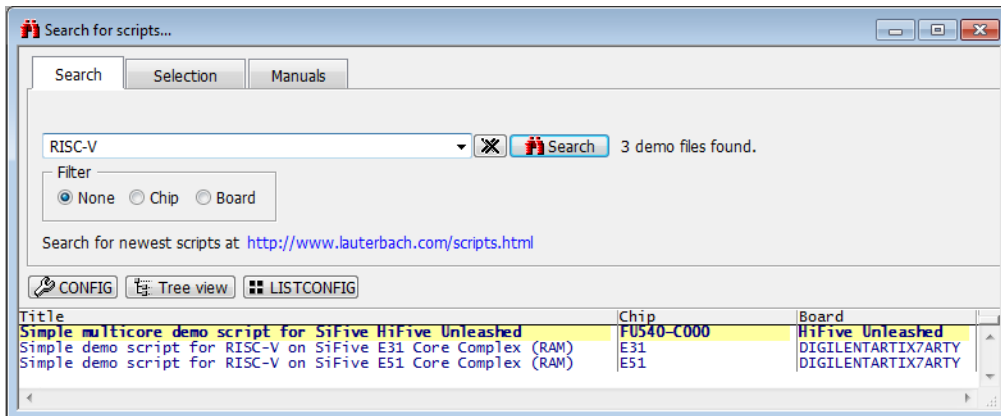 Search for scripts...
Search Selection Manuals
RISC-V Search 3 demo files found.
Filter
None Chip Board
Search for newest scripts at http://www.lauterbach.com/scripts.html
CONFIG Tree view LISTCONFIG
Title Chip Board
Simple multicore demo script for SiFive HiFive Unleashed FU540-C000 HiFive Unleashed
Simple demo script for RISC-V on SiFive E31 Core Complex (RAM) E31 DIGILENTARTIX7ARTY
Simple demo script for RISC-V on SiFive E51 Core Complex (RAM) E51 DIGILENTARTIX7ARTY